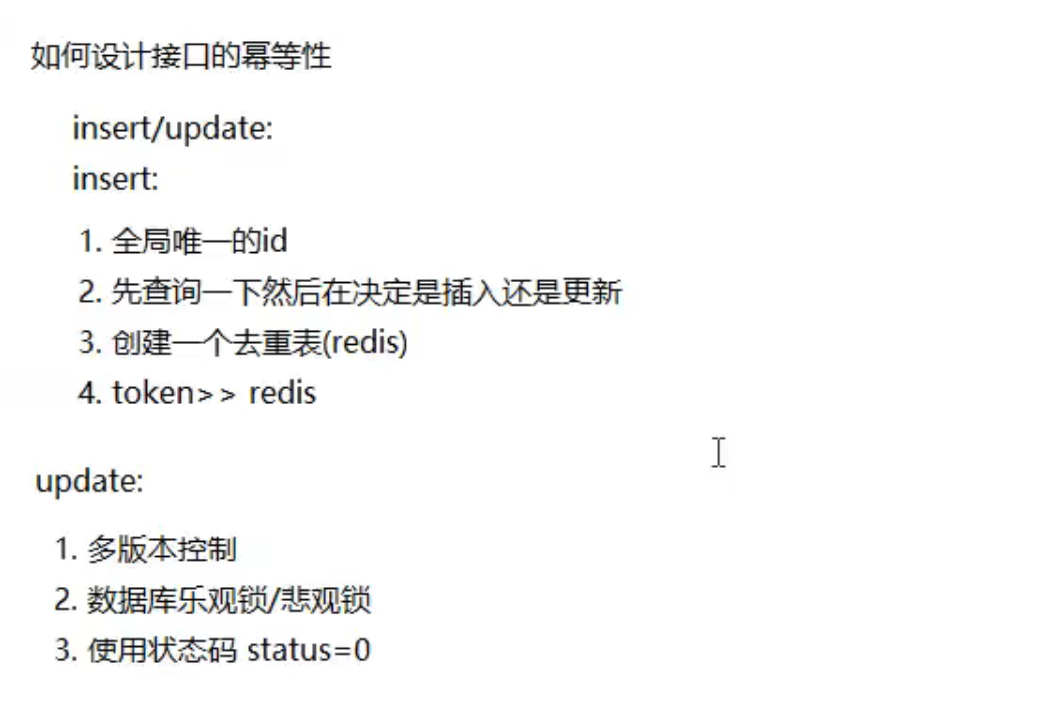 如何设计接口的幂等性
insert/update:
insert:
1. 全局唯一的id
2. 先查询一下然后在决定是插入还是更新
3. 创建一个去重表(redis)
4. token>> redis
update:
1. 多版本控制
2. 数据库乐观锁/悲观锁
3. 使用状态码 status=0